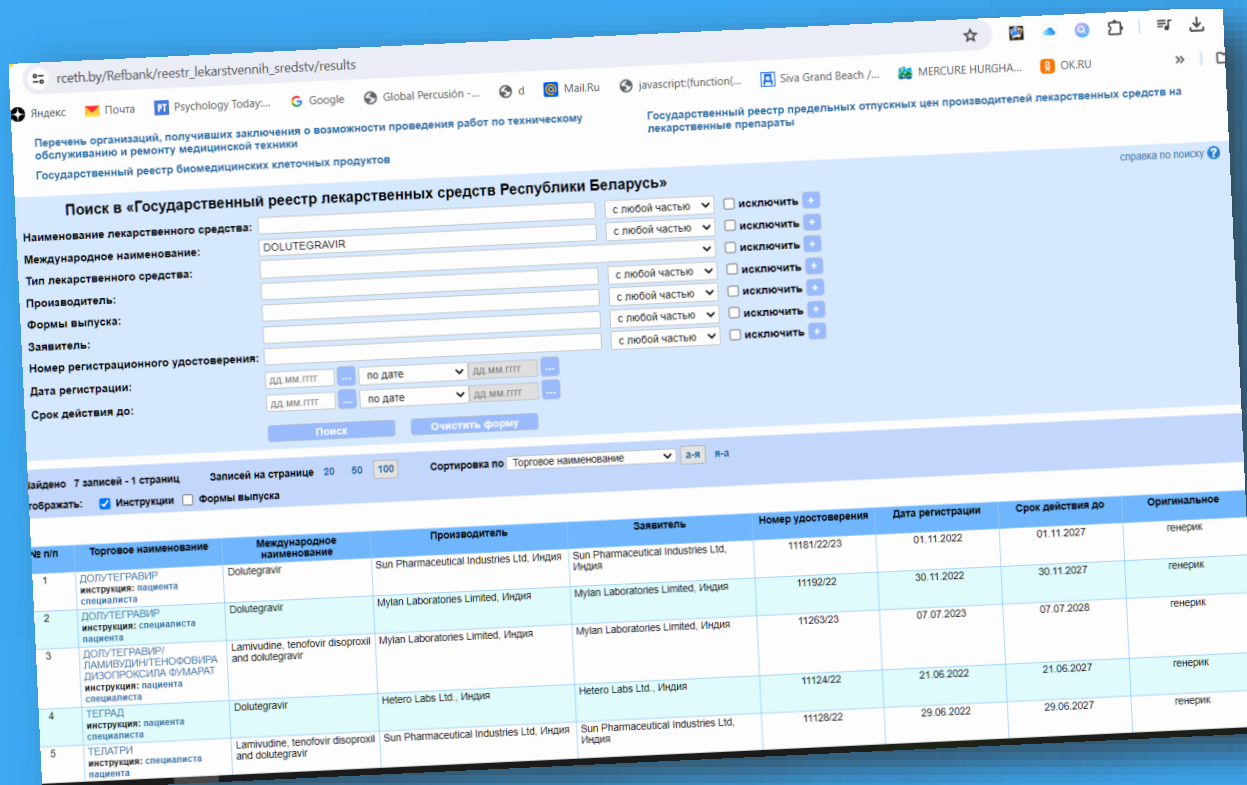 rceth.by/Refbank/reestr_lekarstvennih_sredstv/results
Яндекс Почта Psychology Today:... Google Global Percusión -... d Mail.Ru javascript:(function(... Siva Grand Beach /... MERCURE HURGHA... OK.RU »
Перечень организаций, получивших заключения о возможности проведения работ по техническому
обслуживанию и ремонту медицинской техники
Государственный реестр предельных отпускных цен производителей лекарственных средств на
лекарственные препараты
Государственный реестр биомедицинских клеточных продуктов
справка по поиску ?
Поиск в «Государственный реестр лекарственных средств Республики Беларусь»
Наименование лекарственного средства: с любой частью исключить +
Международное наименование: DOLUTEGRAVIR с любой частью исключить +
Тип лекарственного средства: исключить +
Производитель: с любой частью исключить +
Формы выпуска: с любой частью исключить +
Заявитель: с любой частью исключить +
Номер регистрационного удостоверения: с любой частью исключить +
Дата регистрации: дд.мм.гггг ... по дате дд.мм.гггг ...
Срок действия до: дд.мм.гггг ... по дате дд.мм.гггг ...
Поиск Очистить форму
айдено 7 записей - 1 страниц Записей на странице 20 50 100 Сортировка по Торговое наименование а-я я-а
тображать: Инструкции Формы выпуска
№ п/п Торговое наименование Международное наименование Производитель Заявитель Номер удостоверения Дата регистрации Срок действия до Оригинальное
1 ДОЛУТЕГРАВИР Dolutegravir Sun Pharmaceutical Industries Ltd, Индия Sun Pharmaceutical Industries Ltd, 11181/22/23 01.11.2022 01.11.2027 генерик
инструкция: пациента Индия
специалиста
2 ДОЛУТЕГРАВИР Dolutegravir Mylan Laboratories Limited, Индия Mylan Laboratories Limited, Индия 11192/22 30.11.2022 30.11.2027 генерик
инструкция: специалиста
пациента
3 ДОЛУТЕГРАВИР/ Lamivudine, tenofovir disoproxil Mylan Laboratories Limited, Индия Mylan Laboratories Limited, Индия 11263/23 07.07.2023 07.07.2028 генерик
ЛАМИВУДИН/ТЕНОФОВИРА and dolutegravir
ДИЗОПРОКСИЛА ФУМАРАТ
инструкция: пациента
специалиста
4 ТЕГРАД Dolutegravir Hetero Labs Ltd., Индия Hetero Labs Ltd., Индия 11124/22 21.06.2022 21.06.2027 генерик
инструкция: пациента
специалиста
5 ТЕЛАТРИ Lamivudine, tenofovir disoproxil Sun Pharmaceutical Industries Ltd, Индия Sun Pharmaceutical Industries Ltd, 11128/22 29.06.2022 29.06.2027 генерик
инструкция: специалиста and dolutegravir Индия
пациента